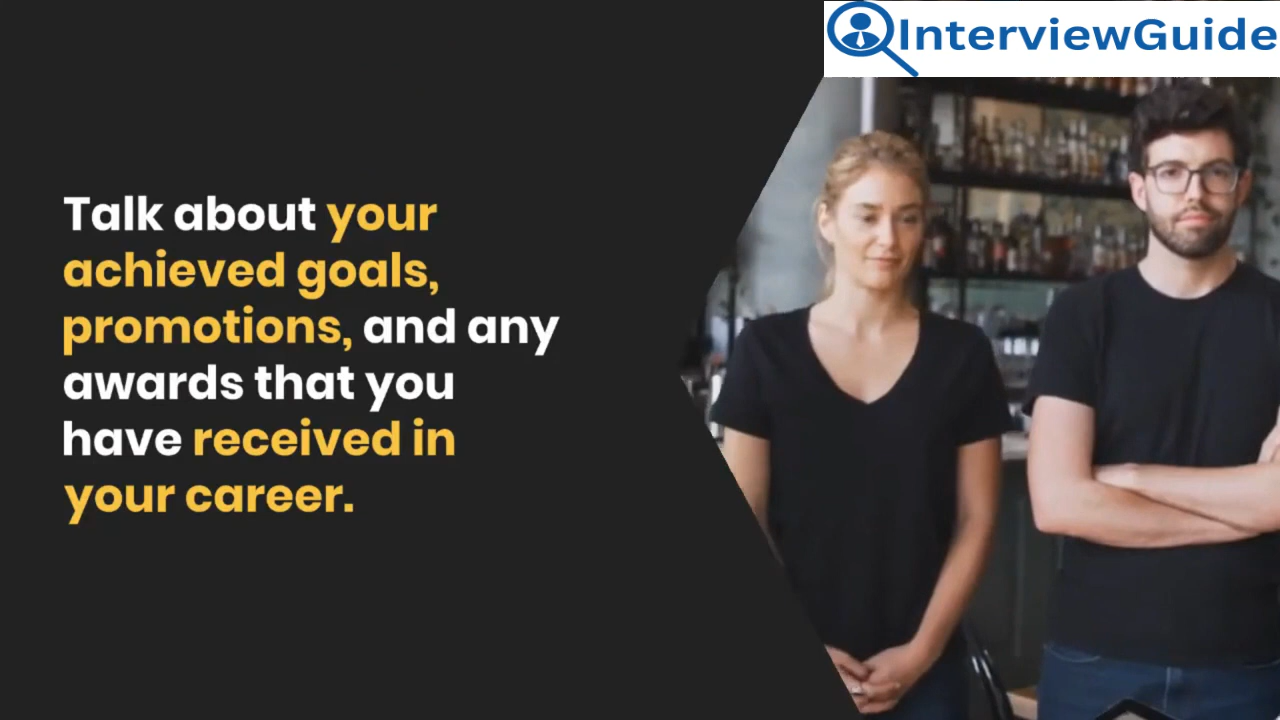 InterviewGuide
Talk about your
achieved goals,
promotions, and any
awards that you
have received in
your career.